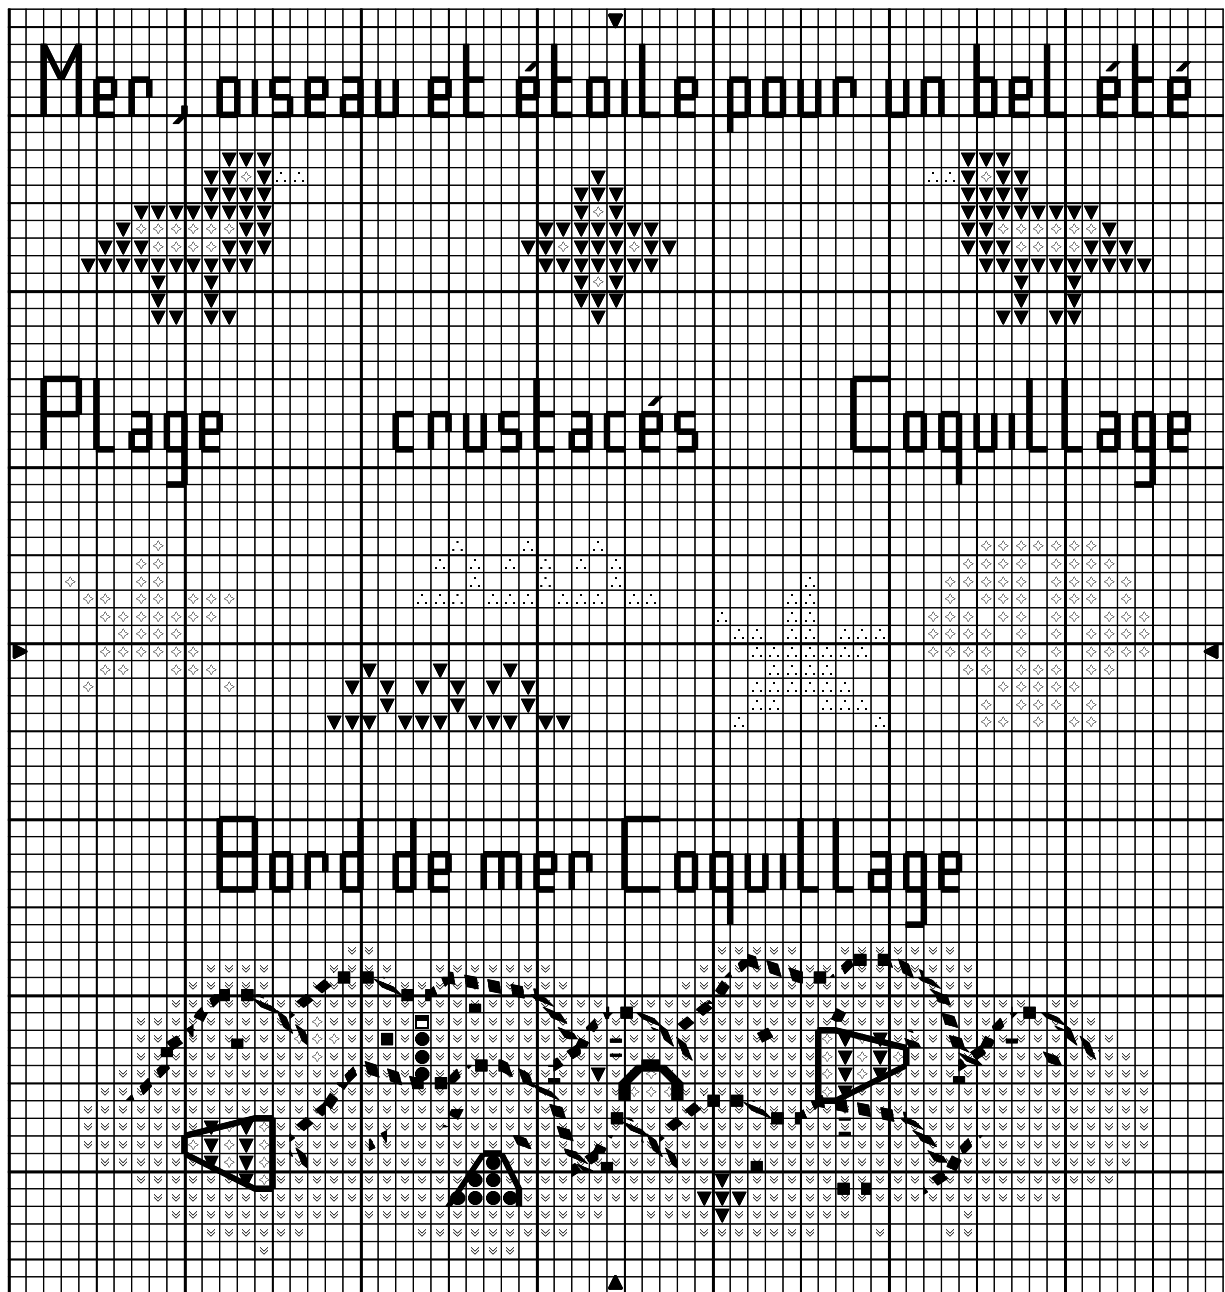 Mer, oiseau et étoile pour un bel été
Plage crustacés Coquillage
Bord de mer Coquillage